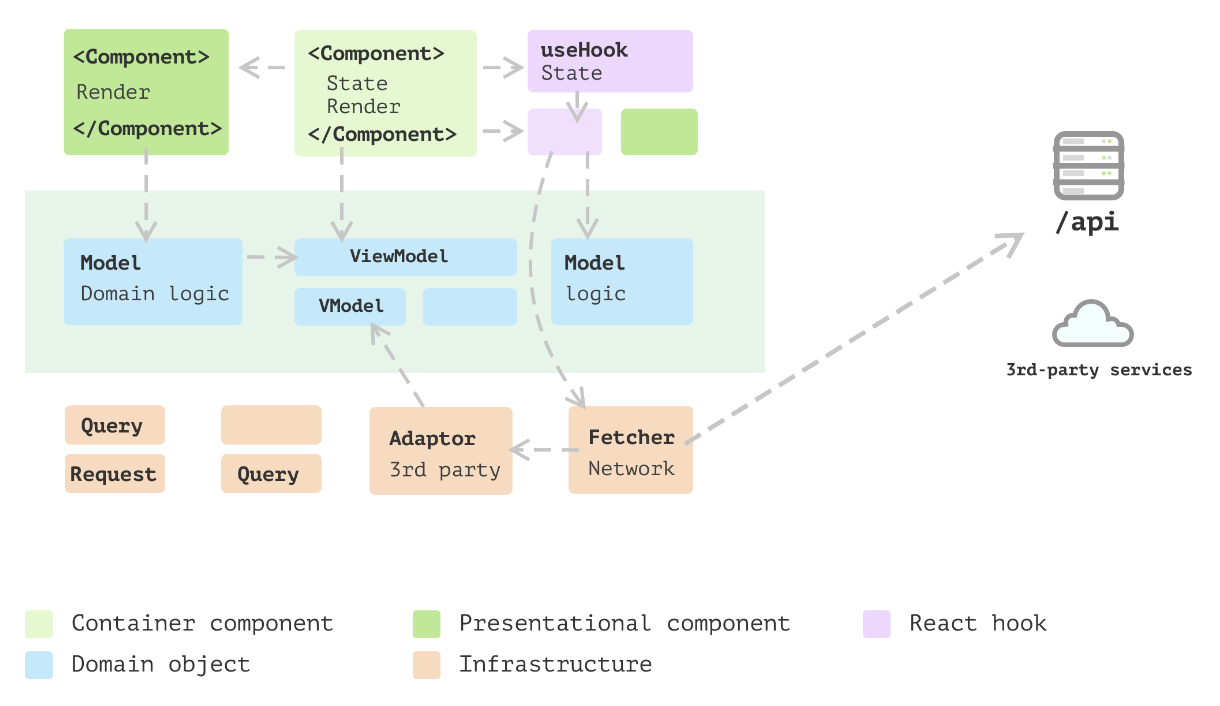 <Component>
Render
</Component>
<Component>
State
Render
</Component>
useHook
State
/api
Model
Domain logic
ViewModel
VModel
Model
logic
3rd-party services
Query
Request
Query
Adaptor
3rd party
Fetcher
Network
Container component
Presentational component
React hook
Domain object
Infrastructure